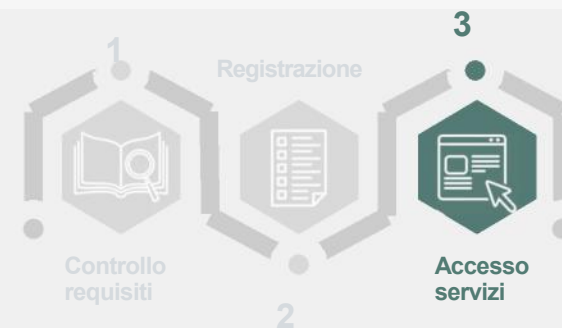 1
Controllo
requisiti
Registrazione
2
3
Accesso
servizi